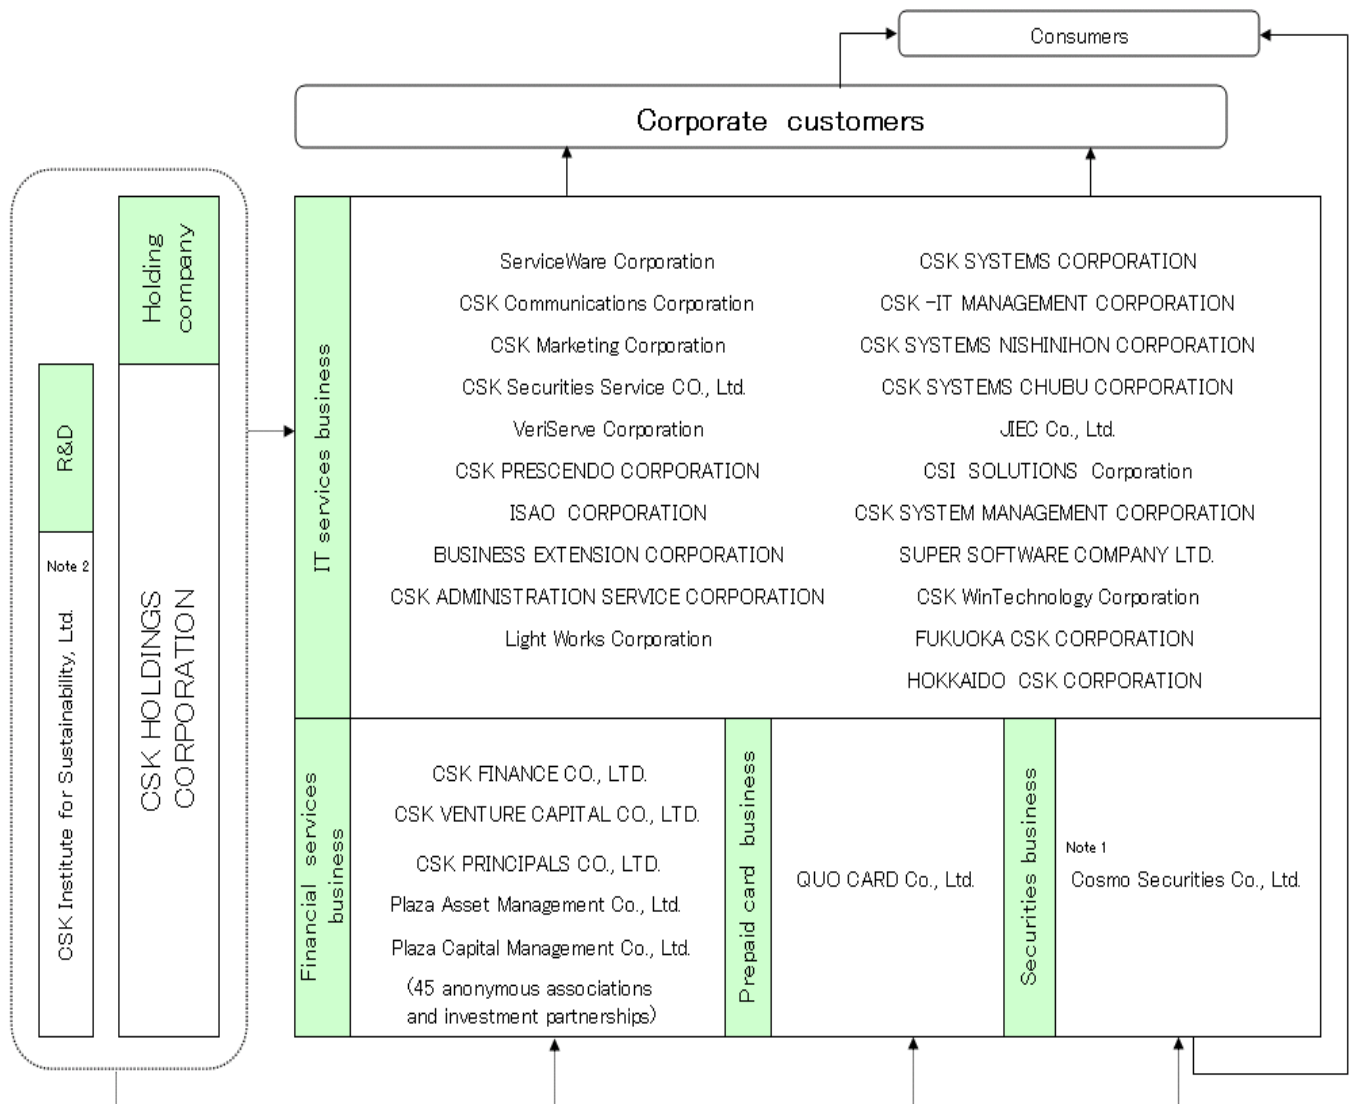 Consumers
Corporate customers
Holding
company
CSK HOLDINGS
CORPORATION
R&D
Note 2
CSK Institute for Sustainability, Ltd.
IT services business
ServiceWare Corporation
CSK Communications Corporation
CSK Marketing Corporation
CSK Securities Service CO., Ltd.
VeriServe Corporation
CSK PRESCENDO CORPORATION
ISAO CORPORATION
BUSINESS EXTENSION CORPORATION
CSK ADMINISTRATION SERVICE CORPORATION
Light Works Corporation
CSK SYSTEMS CORPORATION
CSK -IT MANAGEMENT CORPORATION
CSK SYSTEMS NISHINIHON CORPORATION
CSK SYSTEMS CHUBU CORPORATION
JIEC Co., Ltd.
CSI SOLUTIONS Corporation
CSK SYSTEM MANAGEMENT CORPORATION
SUPER SOFTWARE COMPANY LTD.
CSK WinTechnology Corporation
FUKUOKA CSK CORPORATION
HOKKAIDO CSK CORPORATION
Financial services
business
CSK FINANCE CO., LTD.
CSK VENTURE CAPITAL CO., LTD.
CSK PRINCIPALS CO., LTD.
Plaza Asset Management Co., Ltd.
Plaza Capital Management Co., Ltd.
(45 anonymous associations
and investment partnerships)
Prepaid card business
QUO CARD Co., Ltd.
Securities business
Note 1
Cosmo Securities Co., Ltd.